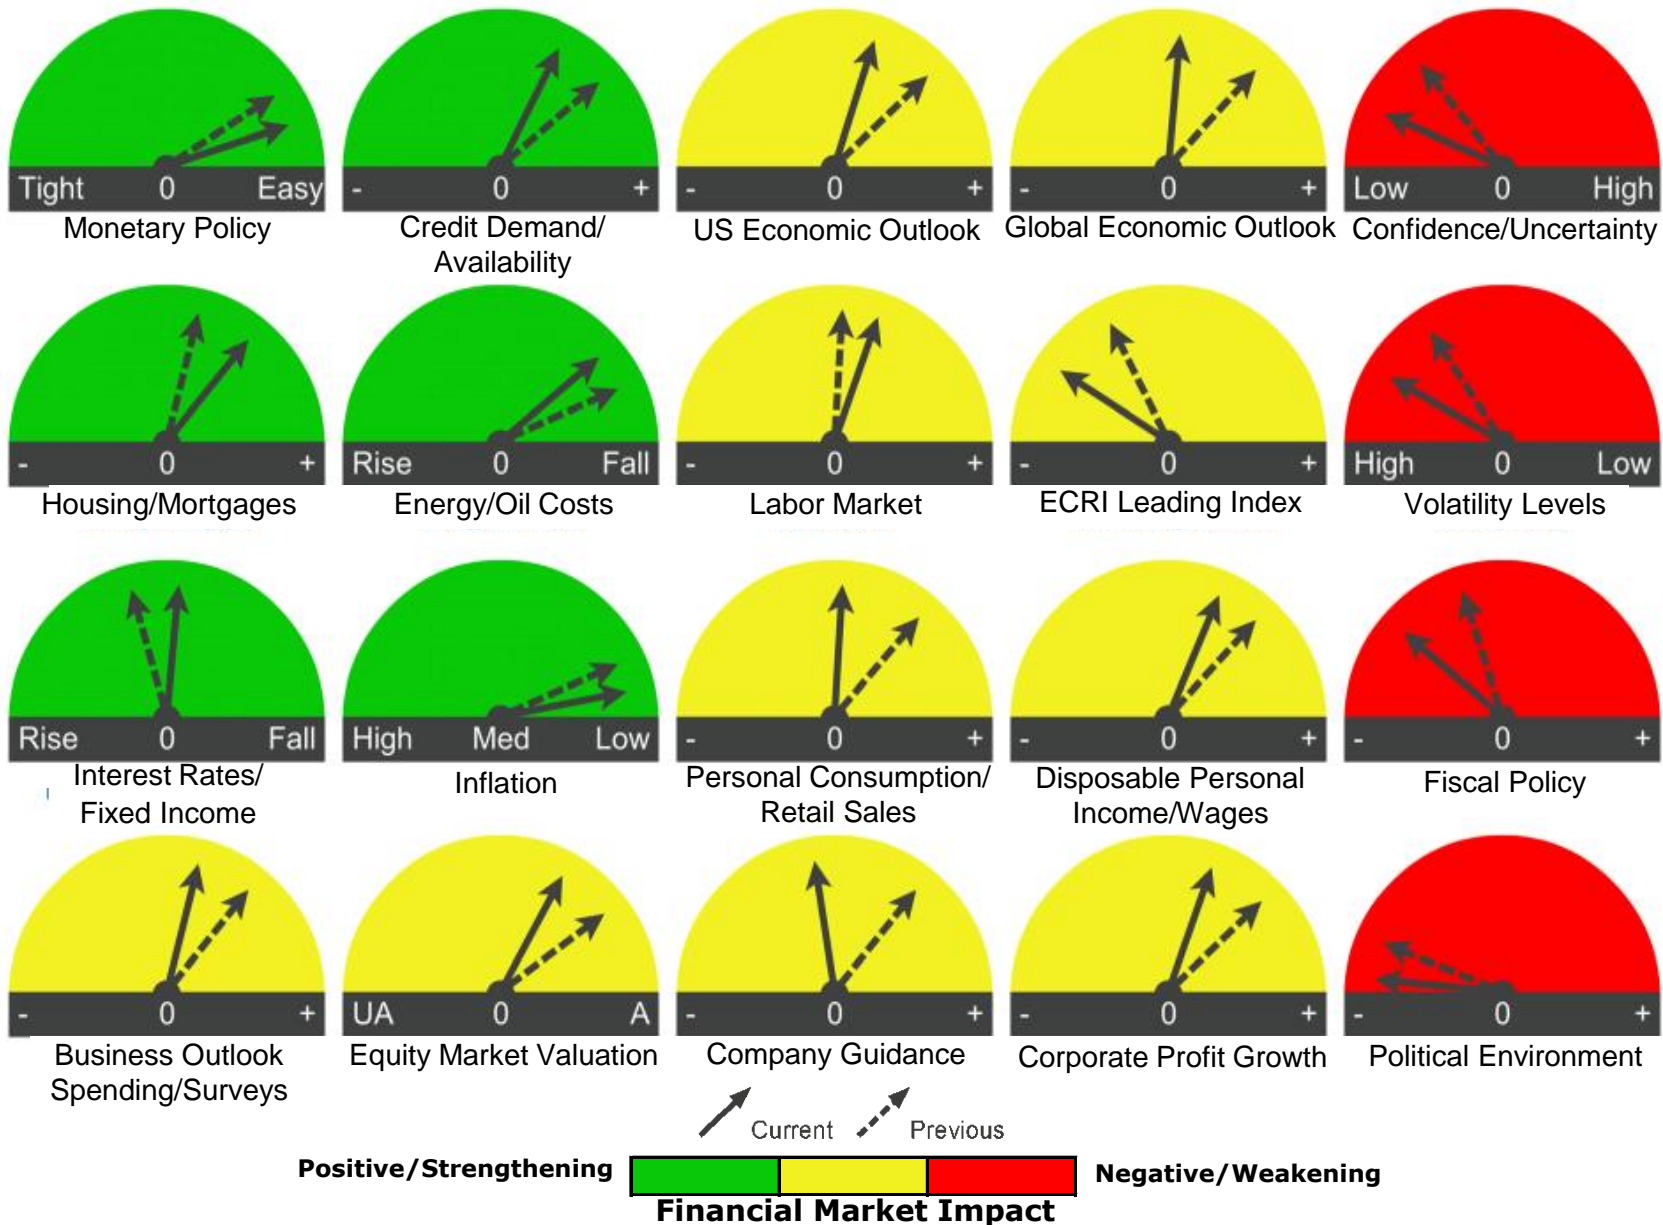 Tight 0 Easy
- 0 +
- 0 +
- 0 +
Low 0 High
Monetary Policy
Credit Demand/
Availability
US Economic Outlook
Global Economic Outlook
Confidence/Uncertainty
- 0 +
Rise 0 Fall
- 0 +
- 0 +
High 0 Low
Housing/Mortgages
Energy/Oil Costs
Labor Market
ECRI Leading Index
Volatility Levels
Rise 0 Fall
High Med Low
- 0 +
- 0 +
- 0 +
Interest Rates/
Fixed Income
Inflation
Personal Consumption/
Retail Sales
Disposable Personal
Income/Wages
Fiscal Policy
- 0 +
UA 0 A
- 0 +
- 0 +
- 0 +
Business Outlook
Spending/Surveys
Equity Market Valuation
Company Guidance
Corporate Profit Growth
Political Environment
Current Previous
Positive/Strengthening Negative/Weakening
Financial Market Impact